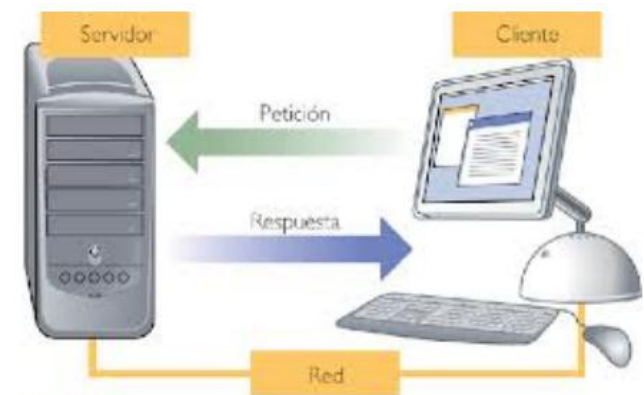 Servidor
Cliente
Petición
Respuesta
Red